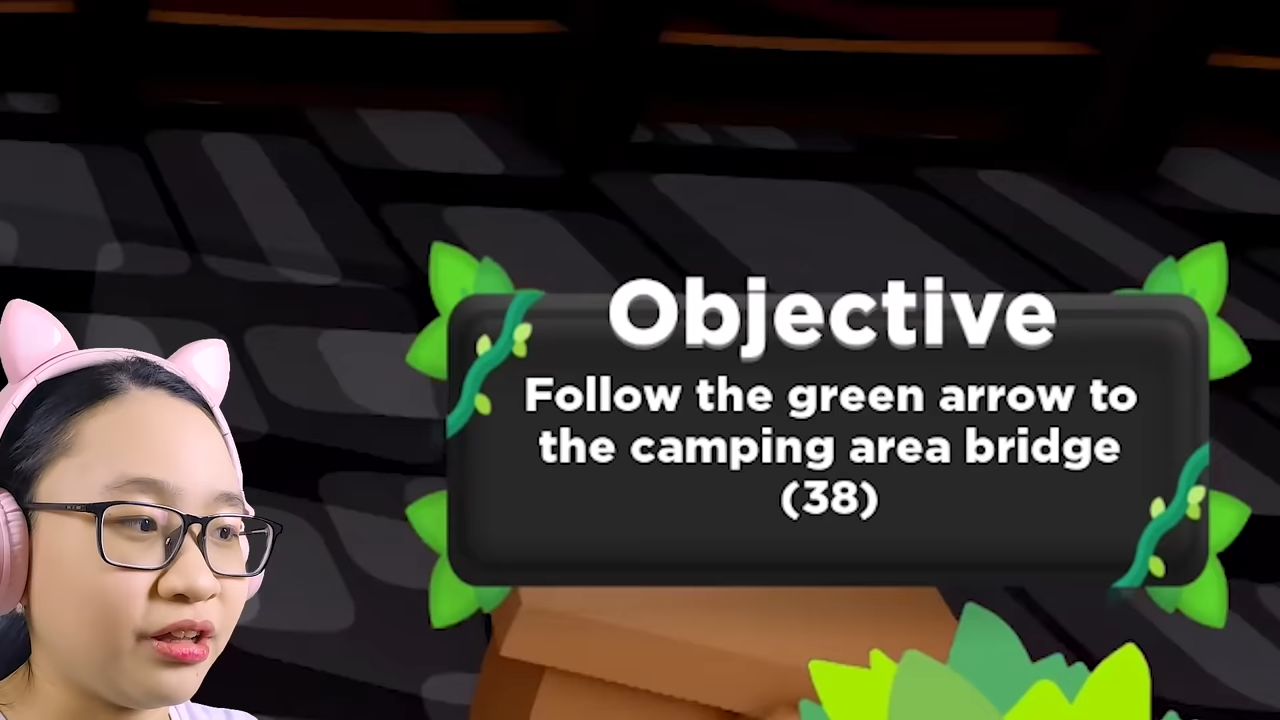 Objective
Follow the green arrow to
the camping area bridge
(38)